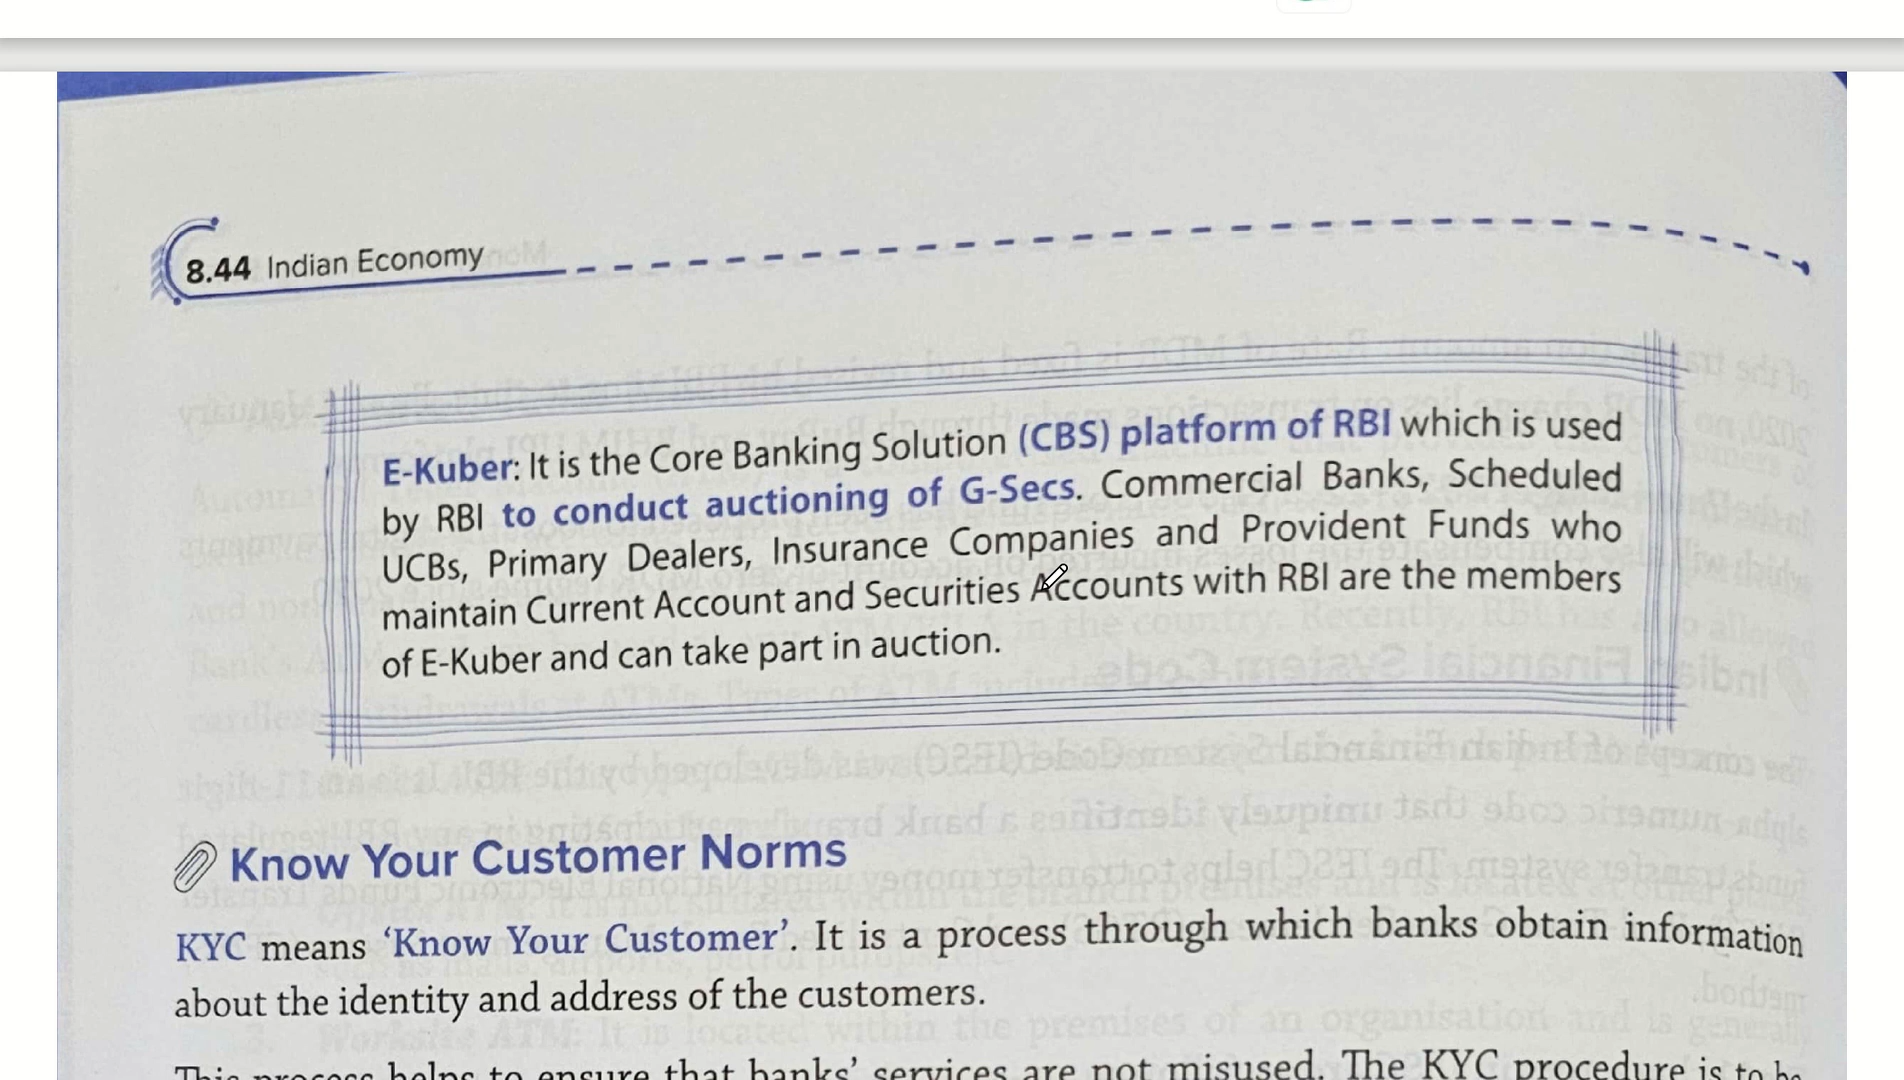 8.44 Indian Economy
E-Kuber: It is the Core Banking Solution (CBS) platform of RBI which is used
by RBI to conduct auctioning of G-Secs. Commercial Banks, Scheduled
UCBs, Primary Dealers, Insurance Companies and Provident Funds who
maintain Current Account and Securities Accounts with RBI are the members
of E-Kuber and can take part in auction.
Know Your Customer Norms
KYC means ‘Know Your Customer’. It is a process through which banks obtain information
about the identity and address of the customers.
This process helps to ensure that banks’ services are not misused. The KYC procedure is to be